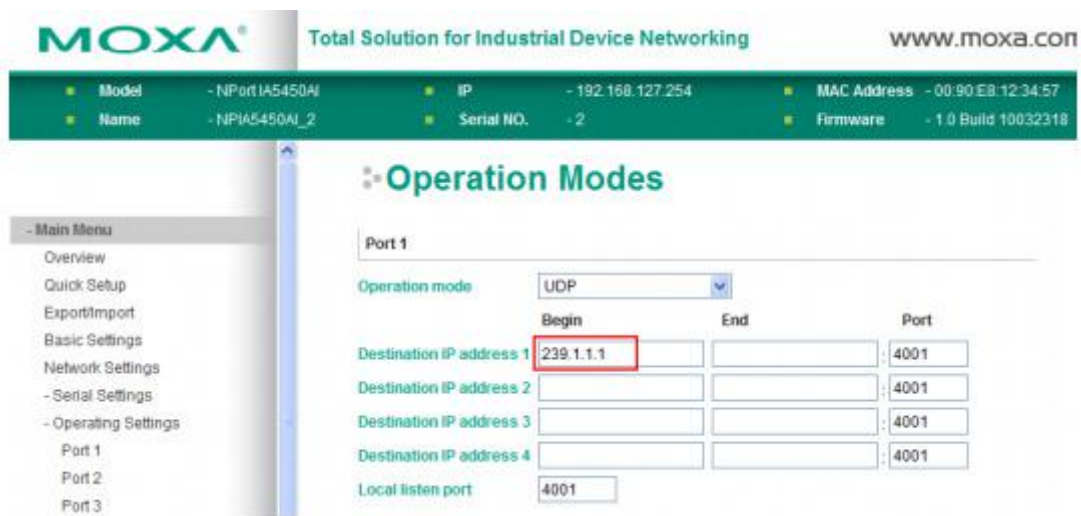 MOXA® Total Solution for Industrial Device Networking www.moxa.com
Model - NPort IA5450AI IP - 192.168.127.254 MAC Address - 00:90:E8:12:34:57
Name - NPIA5450AI_2 Serial NO. - 2 Firmware - 1.0 Build 10032318
Operation Modes
- Main Menu
Overview
Quick Setup
Export/Import
Basic Settings
Network Settings
- Serial Settings
- Operating Settings
Port 1
Port 2
Port 3
Port 1
Operation mode UDP
Begin End Port
Destination IP address 1 239.1.1.1 : 4001
Destination IP address 2 : 4001
Destination IP address 3 : 4001
Destination IP address 4 : 4001
Local listen port 4001